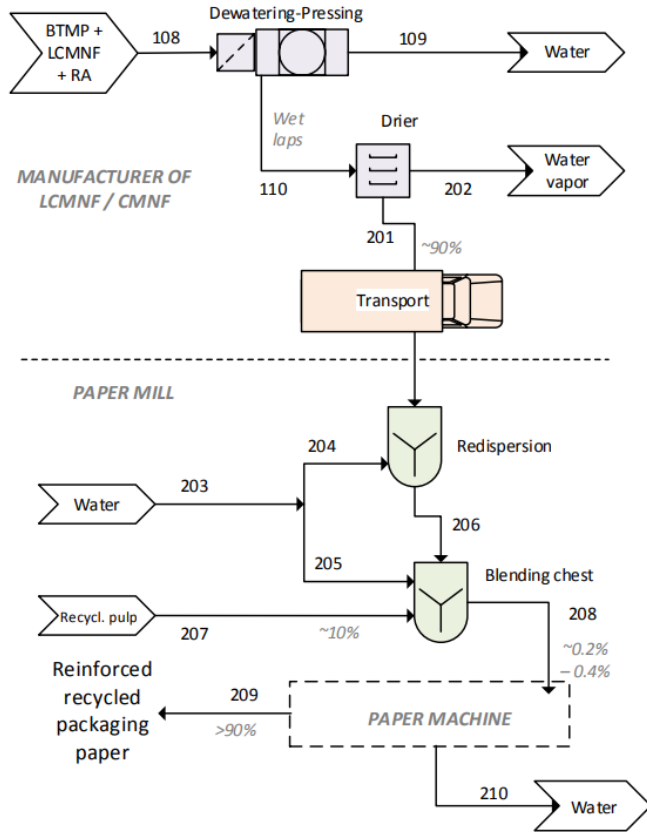 Dewatering-Pressing
BTMP +
LCMNF
+ RA
108
109
Water
Wet
laps
Drier
MANUFACTURER OF
LCMNF / CMNF
110
202
Water
vapor
201
~90%
Transport
PAPER MILL
204
Redispersion
203
Water
206
205
Blending chest
Recycl. pulp
207
~10%
208
~0.2%
– 0.4%
Reinforced
recycled
packaging
paper
209
>90%
PAPER MACHINE
210
Water